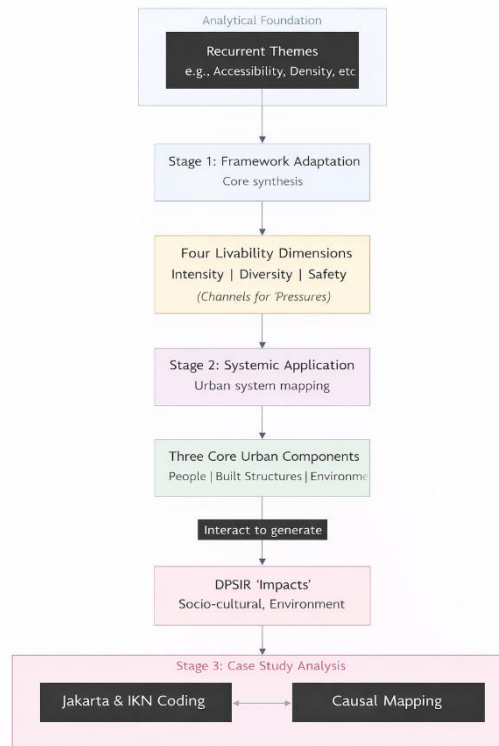 Analytical Foundation
Recurrent Themes
e.g., Accessibility, Density, etc
Stage 1: Framework Adaptation
Core synthesis
Four Livability Dimensions
Intensity | Diversity | Safety
(Channels for 'Pressures)
Stage 2: Systemic Application
Urban system mapping
Three Core Urban Components
People | Built Structures | Environme
Interact to generate
DPSIR 'Impacts'
Socio-cultural, Environment
Stage 3: Case Study Analysis
Jakarta & IKN Coding
Causal Mapping